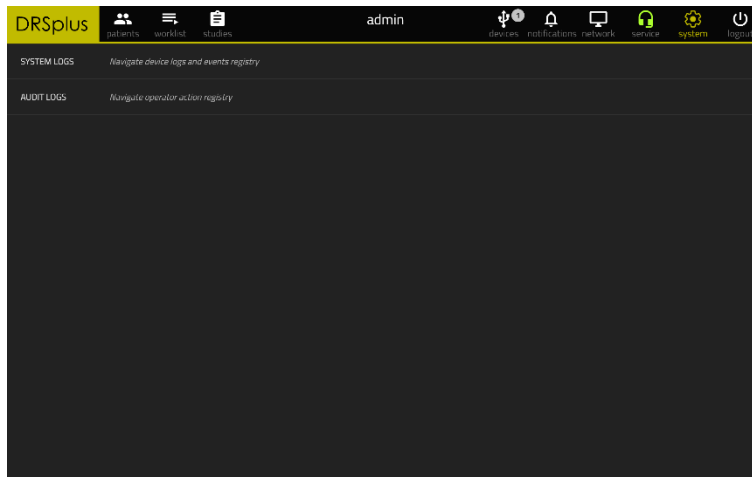 DRSplus
patients worklist studies
admin
1
devices notifications network service system logout
SYSTEM LOGS Navigate device logs and events registry
AUDIT LOGS Navigate operator action registry